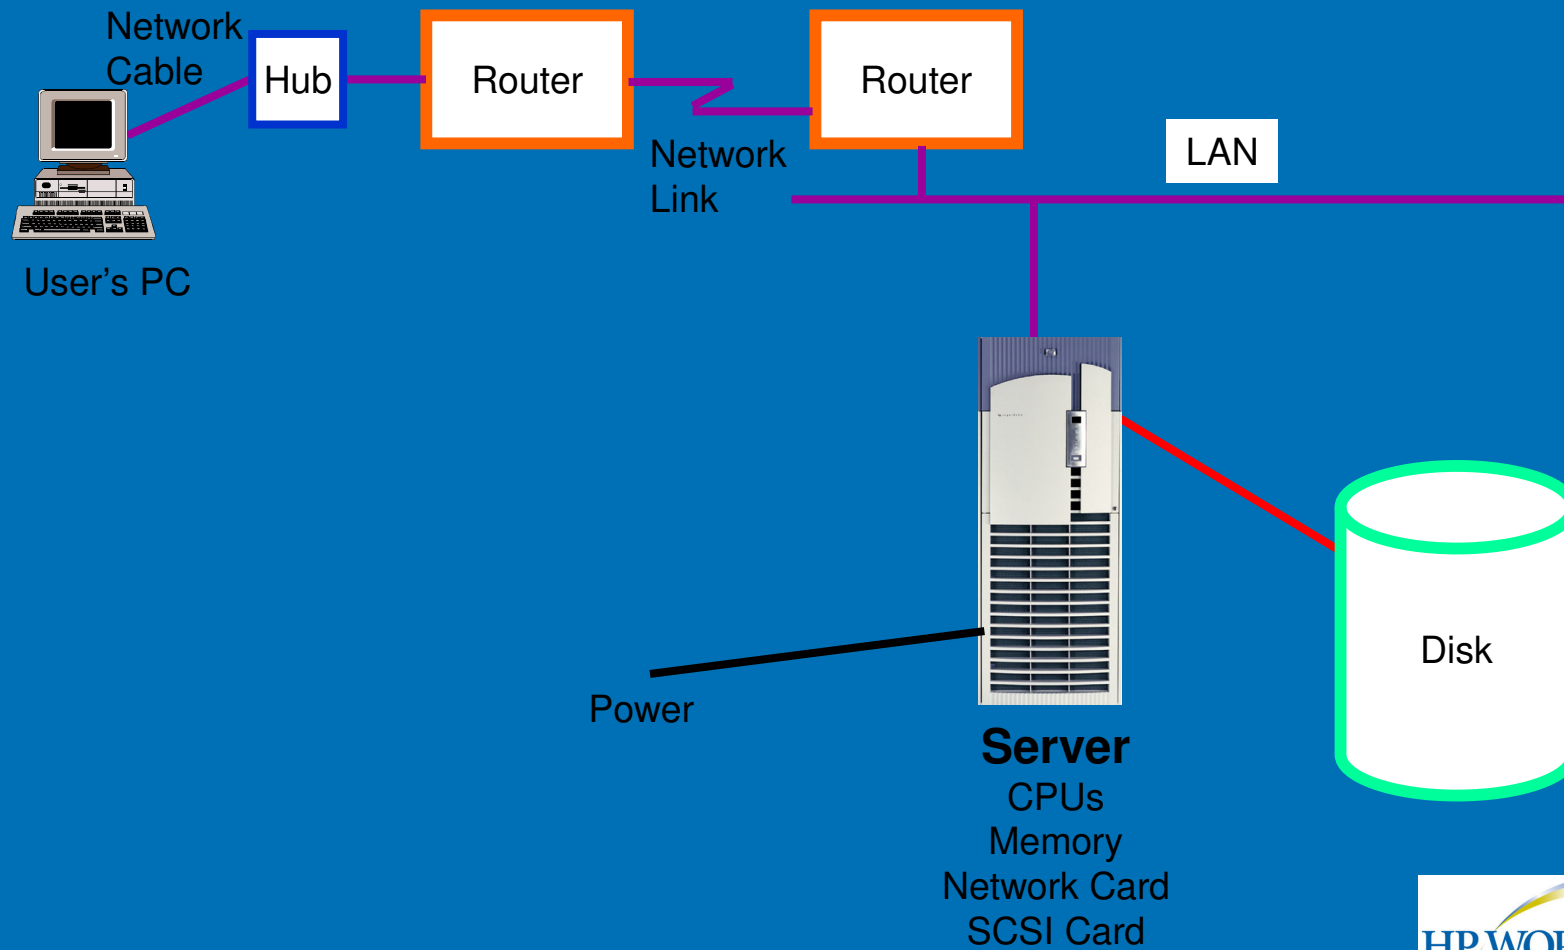 Network
Cable
Hub
Router
Router
Network
Link
LAN
User's PC
Disk
Power
Server
CPUs
Memory
Network Card
SCSI Card
HP